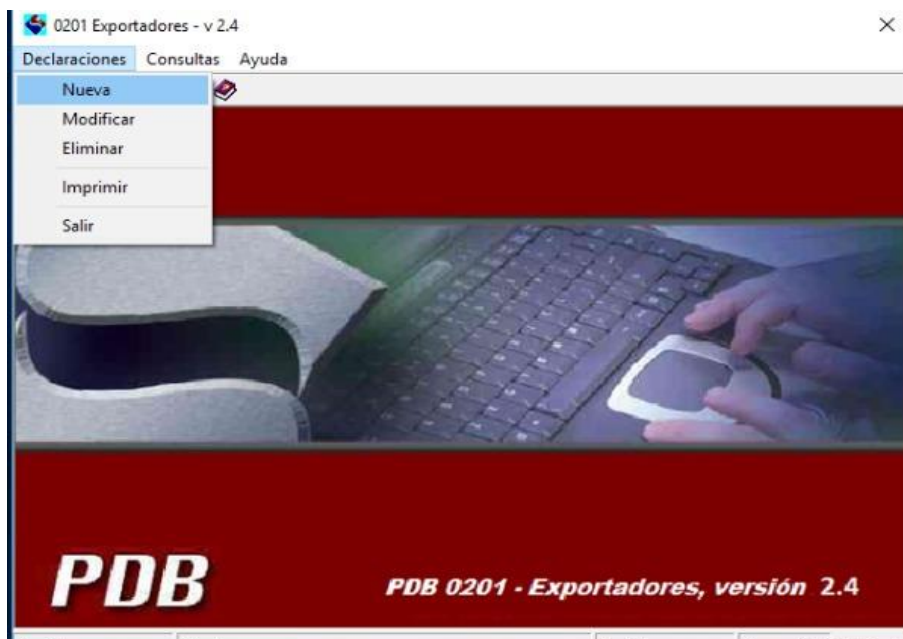 0201 Exportadores - v 2.4
Declaraciones Consultas Ayuda
Nueva
Modificar
Eliminar
Imprimir
Salir
PDB
PDB 0201 - Exportadores, versión 2.4